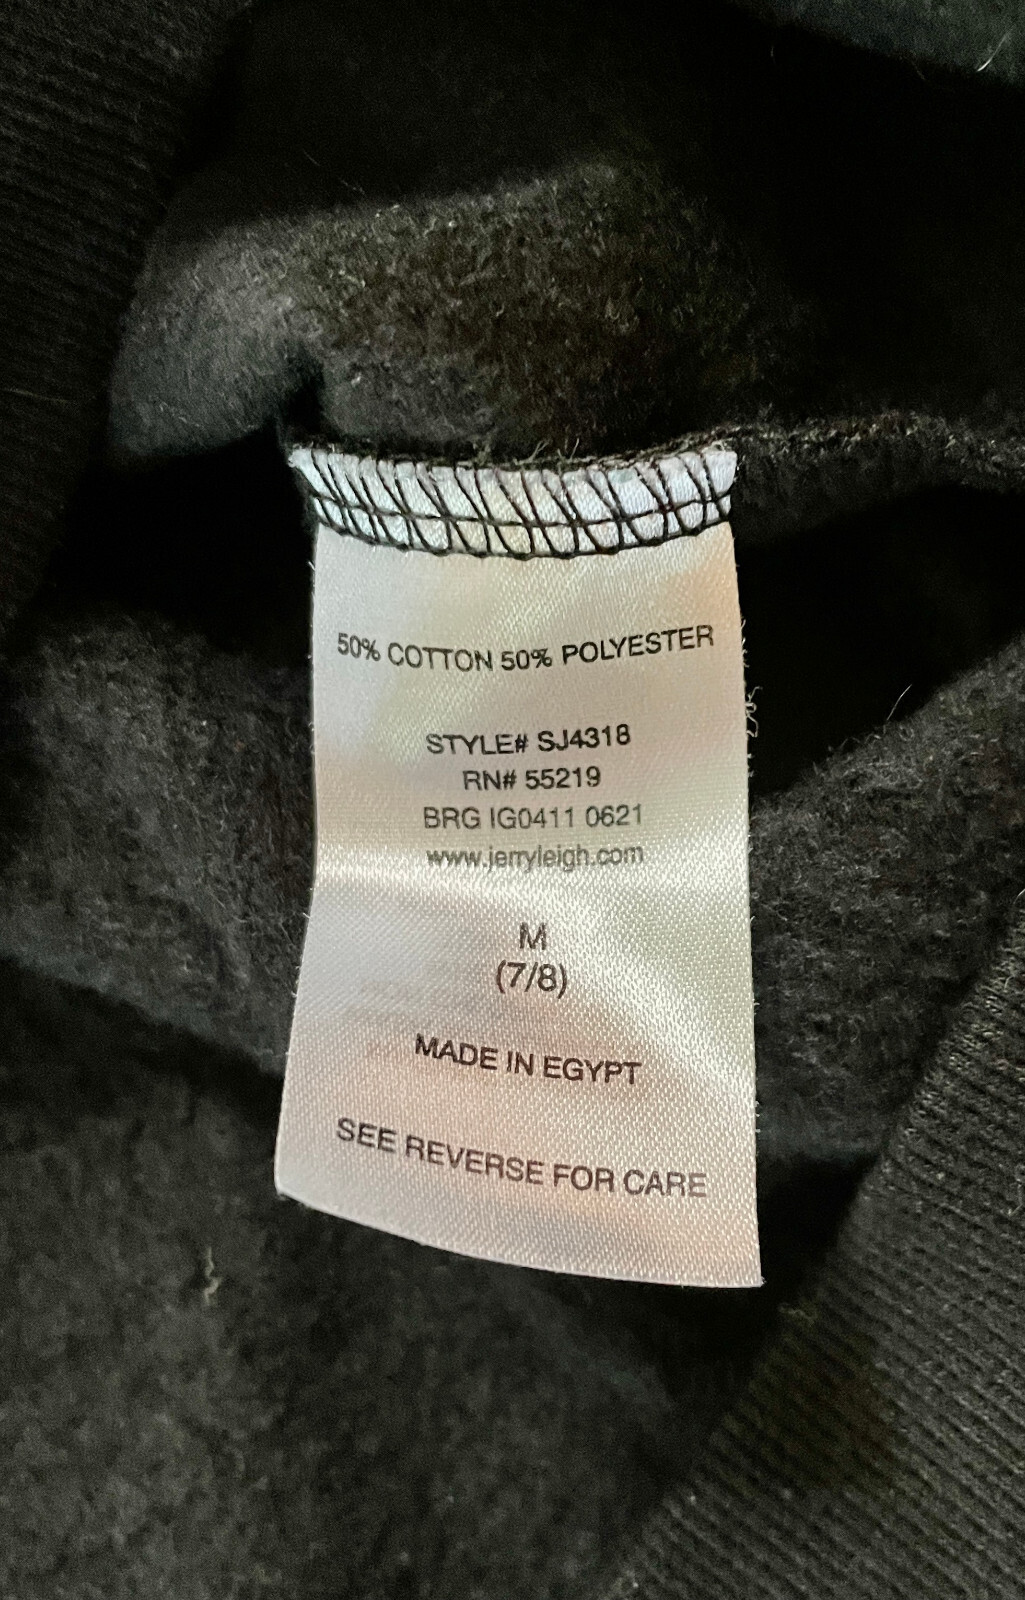 50% COTTON 50% POLYESTER
STYLE# SJ4318
RN# 55219
BRG IG0411 0621
www.jerryleigh.com
M
(7/8)
MADE IN EGYPT
SEE REVERSE FOR CARE